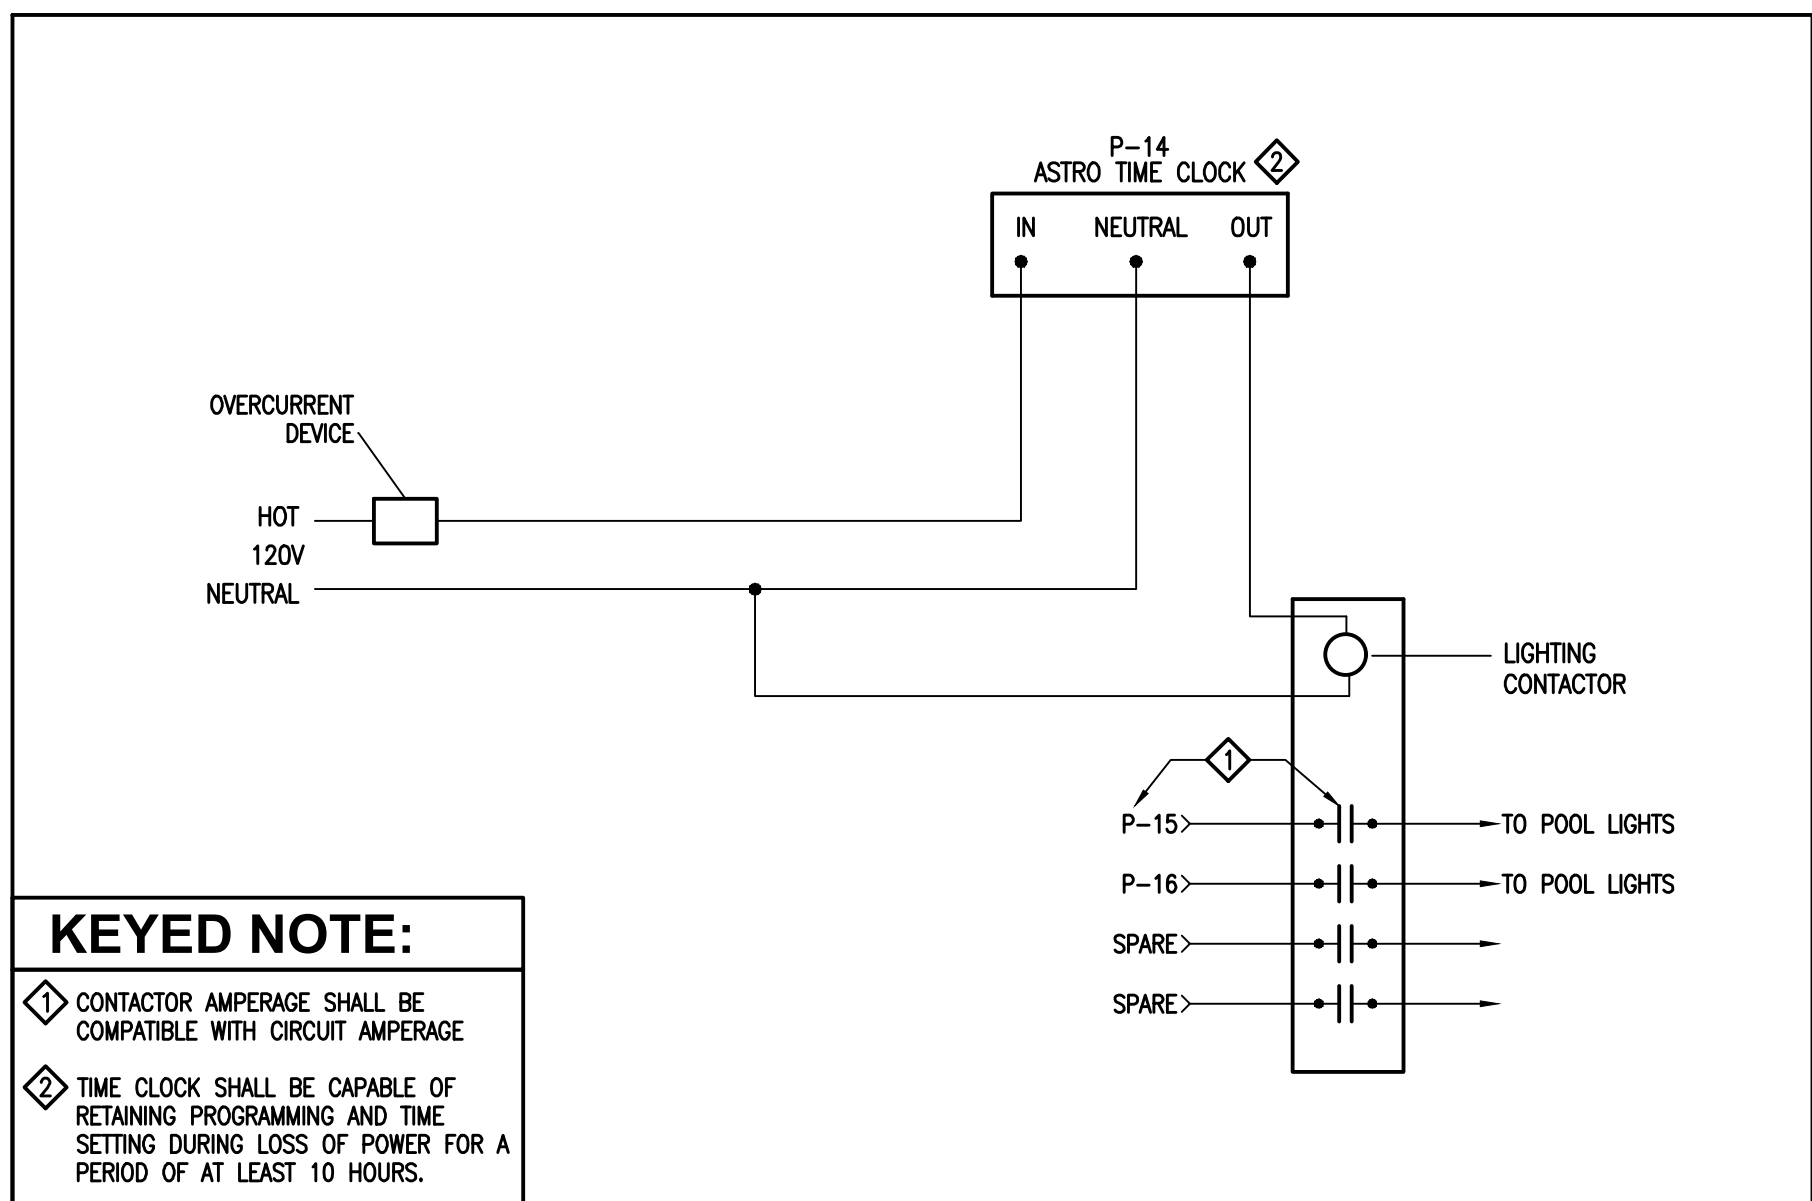 P-14
ASTRO TIME CLOCK 2
IN NEUTRAL OUT
OVERCURRENT
DEVICE
HOT
120V
NEUTRAL
LIGHTING
CONTACTOR
1
P-15 TO POOL LIGHTS
P-16 TO POOL LIGHTS
SPARE
SPARE
KEYED NOTE:
1 CONTACTOR AMPERAGE SHALL BE
COMPATIBLE WITH CIRCUIT AMPERAGE
2 TIME CLOCK SHALL BE CAPABLE OF
RETAINING PROGRAMMING AND TIME
SETTING DURING LOSS OF POWER FOR A
PERIOD OF AT LEAST 10 HOURS.